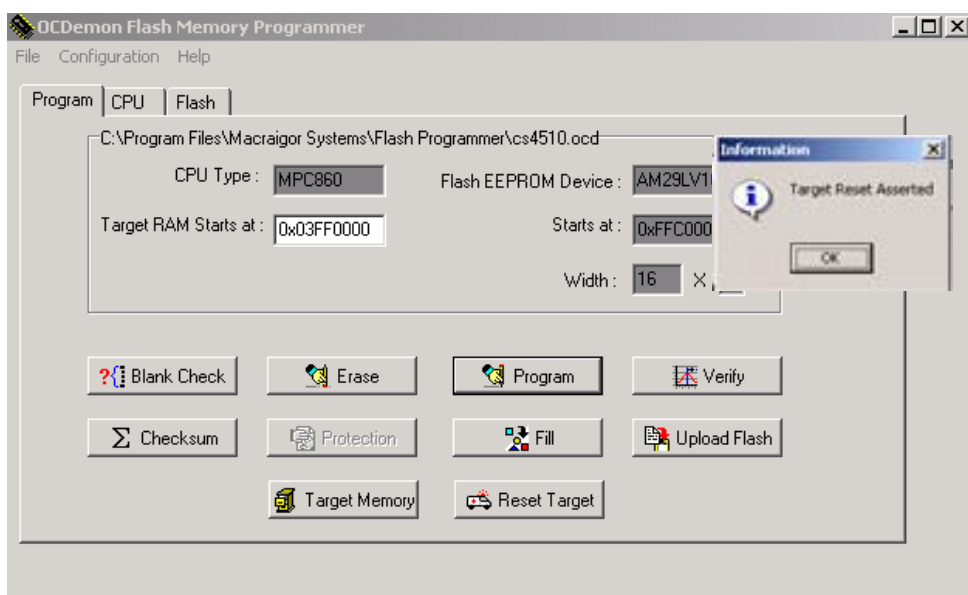 OCDemon Flash Memory Programmer
File Configuration Help
Program CPU Flash
C:\Program Files\Macraigor Systems\Flash Programmer\cs4510.ocd
CPU Type : MPC860
Flash EEPROM Device :
Target RAM Starts at : 0x03FF0000
Starts at :
Width : 16 X
Information
Target Reset Asserted
OK
?{ Blank Check
Erase
Program
Verify
Σ Checksum
Protection
Fill
Upload Flash
Target Memory
Reset Target